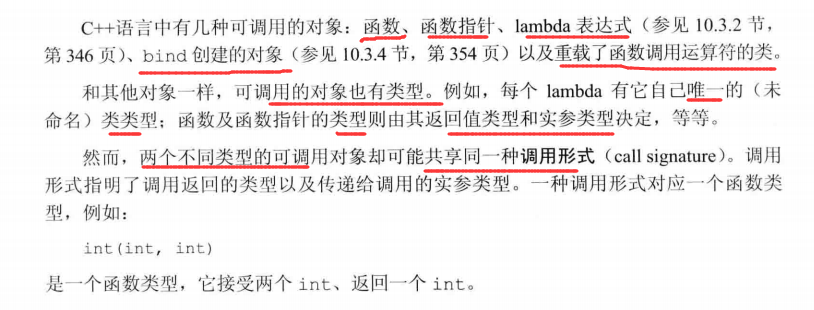 C++语言中有几种可调用的对象：函数、函数指针、lambda 表达式（参见 10.3.2 节，
第 346 页）、bind 创建的对象（参见 10.3.4 节，第 354 页）以及重载了函数调用运算符的类。
和其他对象一样，可调用的对象也有类型。例如，每个 lambda 有它自己唯一的（未
命名）类类型；函数及函数指针的类型则由其返回值类型和实参类型决定，等等。
然而，两个不同类型的可调用对象却可能共享同一种调用形式（call signature）。调用
形式指明了调用返回的类型以及传递给调用的实参类型。一种调用形式对应一个函数类
型，例如：
int(int, int)
是一个函数类型，它接受两个 int、返回一个 int。